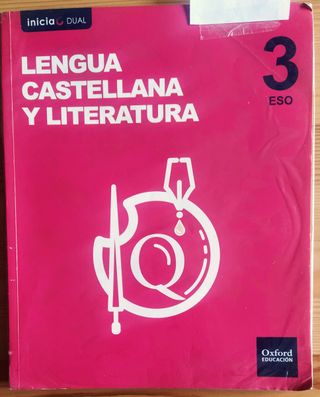 inicia DUAL
LENGUA
CASTELLANA
Y LITERATURA
3
ESO
Q
Oxford
EDUCACIÓN